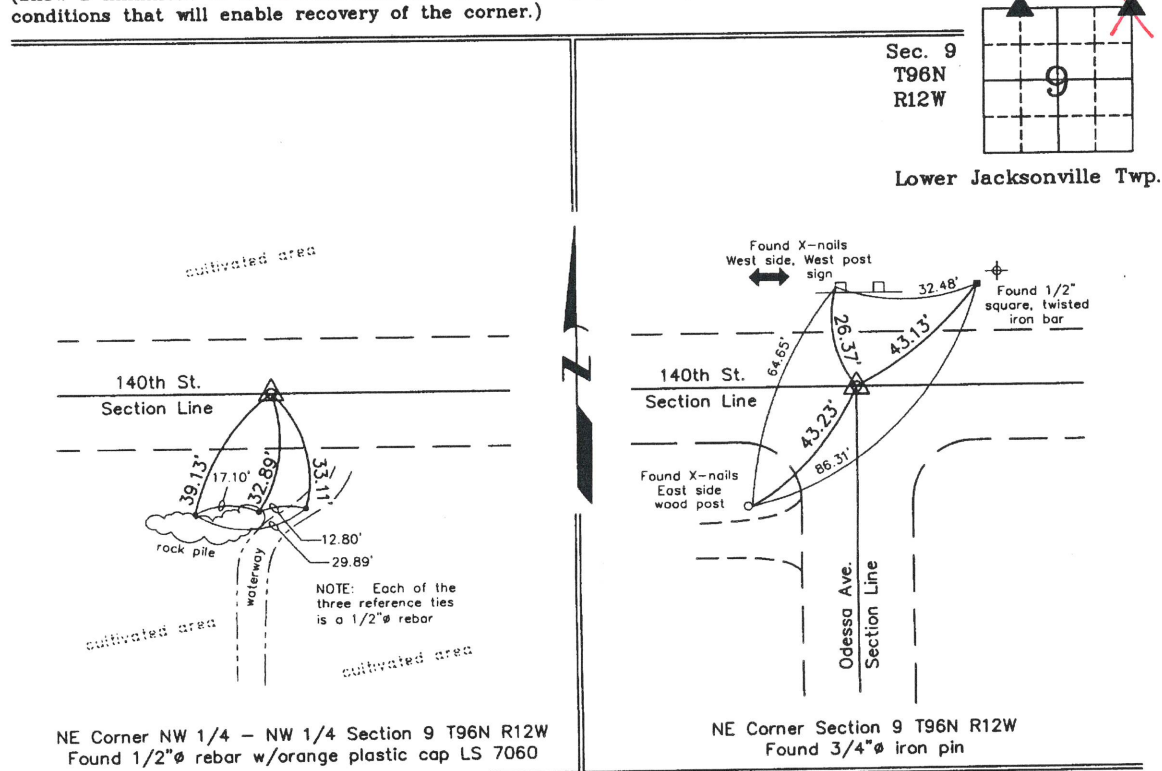 conditions that will enable recovery of the corner.)
Sec. 9
T96N
R12W
9
Lower Jacksonville Twp.
cultivated area
140th St.
Section Line
39.13'
17.10'
32.89'
33.11'
12.80'
29.89'
rock pile
waterway
NOTE: Each of the
three reference ties
is a 1/2"ø rebar
cultivated area
cultivated area
NE Corner NW 1/4 – NW 1/4 Section 9 T96N R12W
Found 1/2"ø rebar w/orange plastic cap LS 7060
N
Found X-nails
West side, West post
sign
32.48'
Found 1/2"
square, twisted
iron bar
64.65'
26.37'
43.13'
140th St.
Section Line
43.23'
86.31'
Found X-nails
East side
wood post
Odessa Ave.
Section Line
NE Corner Section 9 T96N R12W
Found 3/4"ø iron pin